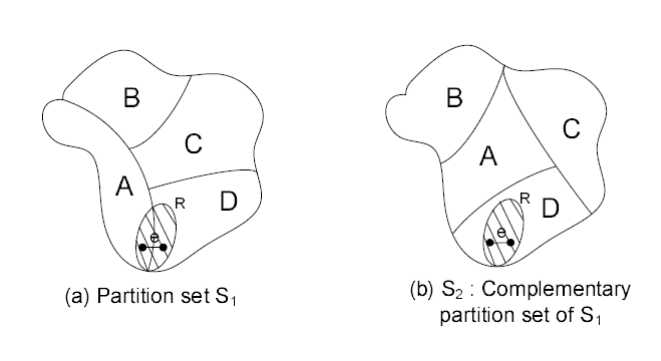 B
C
A
D
R
e
(a) Partition set S₁
B
C
A
D
R
e
(b) S₂ : Complementary
partition set of S₁